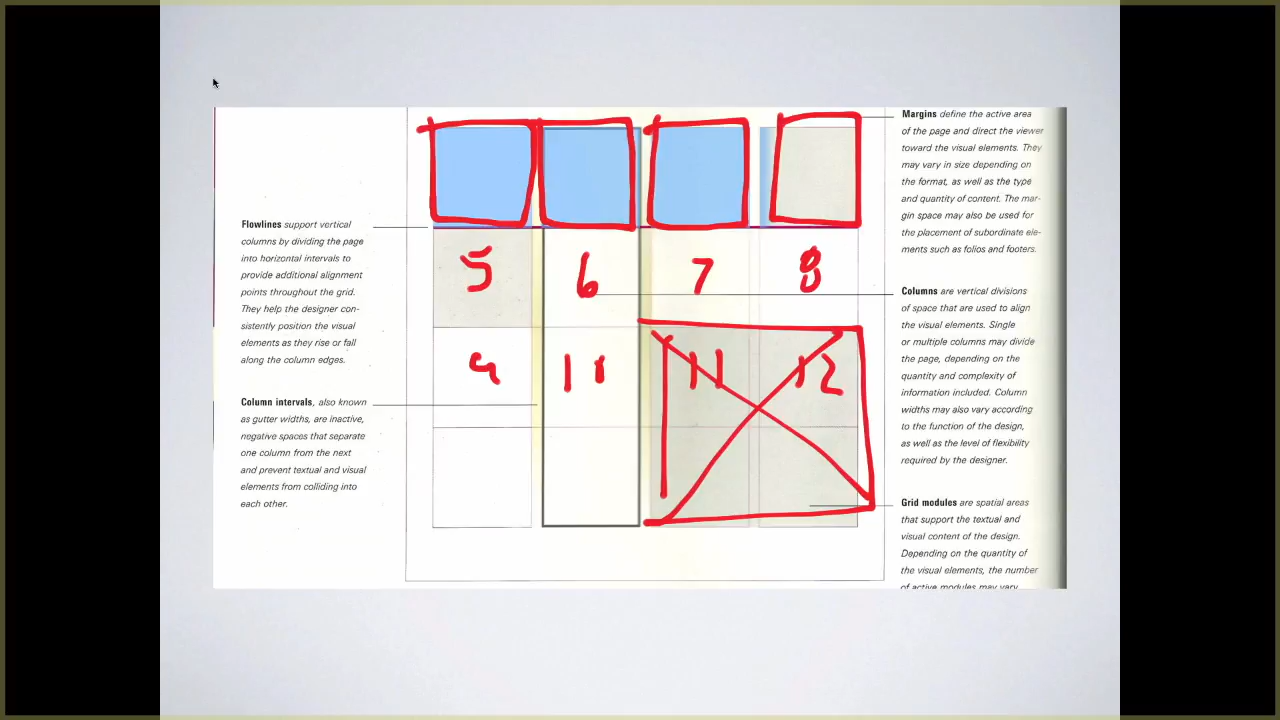 Flowlines support vertical
columns by dividing the page
into horizontal intervals to
provide additional alignment
points throughout the grid.
They help the designer con-
sistently position the visual
elements as they rise or fall
along the column edges.
Column intervals, also known
as gutter widths, are inactive,
negative spaces that separate
one column from the next
and prevent textual and visual
elements from colliding into
each other.
5 6 7 8
9 10 11 12
Margins define the active area
of the page and direct the viewer
toward the visual elements. They
may vary in size depending on
the format, as well as the type
and quantity of content. The mar-
gin space may also be used for
the placement of subordinate ele-
ments such as folios and footers.
Columns are vertical divisions
of space that are used to align
the visual elements. Single
or multiple columns may divide
the page, depending on the
quantity and complexity of
information included. Column
widths may also vary according
to the function of the design,
as well as the level of flexibility
required by the designer.
Grid modules are spatial areas
that support the textual and
visual content of the design.
Depending on the quantity of
the visual elements, the number
of active modules may vary